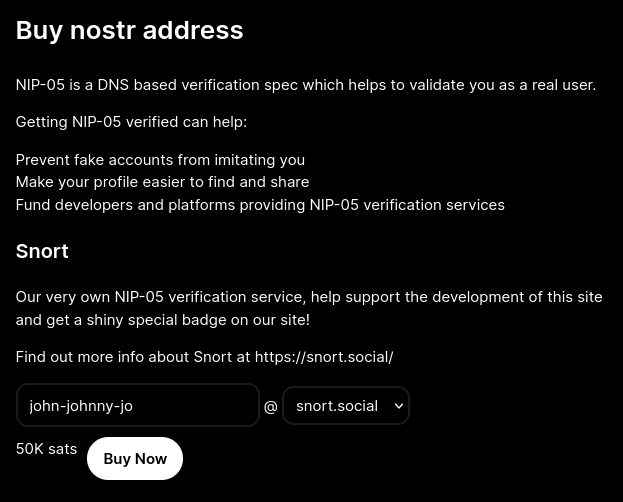 Buy nostr address
NIP-05 is a DNS based verification spec which helps to validate you as a real user.
Getting NIP-05 verified can help:
Prevent fake accounts from imitating you
Make your profile easier to find and share
Fund developers and platforms providing NIP-05 verification services
Snort
Our very own NIP-05 verification service, help support the development of this site
and get a shiny special badge on our site!
Find out more info about Snort at https://snort.social/
john-johnny-jo @ snort.social
50K sats Buy Now